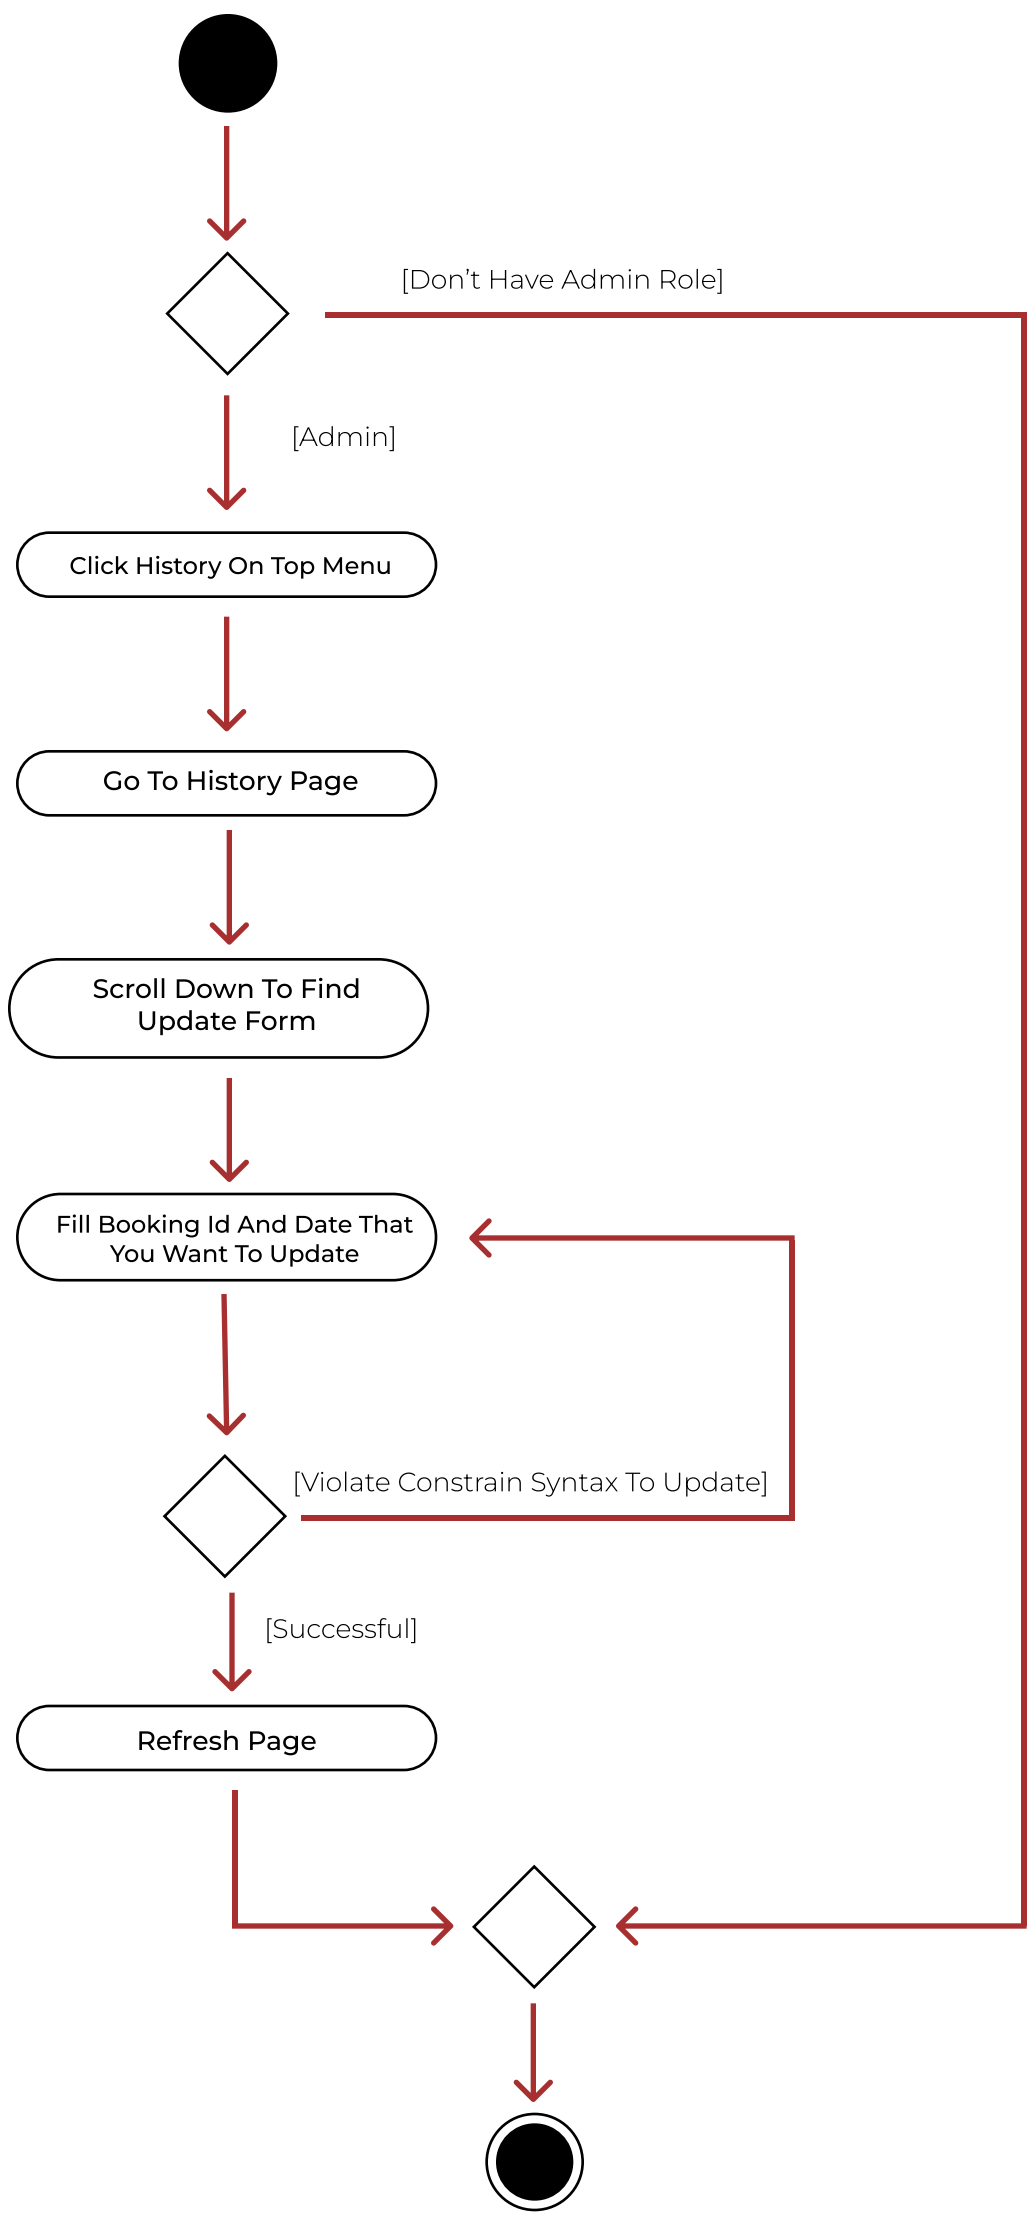 [Don’t Have Admin Role]
[Admin]
Click History On Top Menu
Go To History Page
Scroll Down To Find
Update Form
Fill Booking Id And Date That
You Want To Update
[Violate Constrain Syntax To Update]
[Successful]
Refresh Page